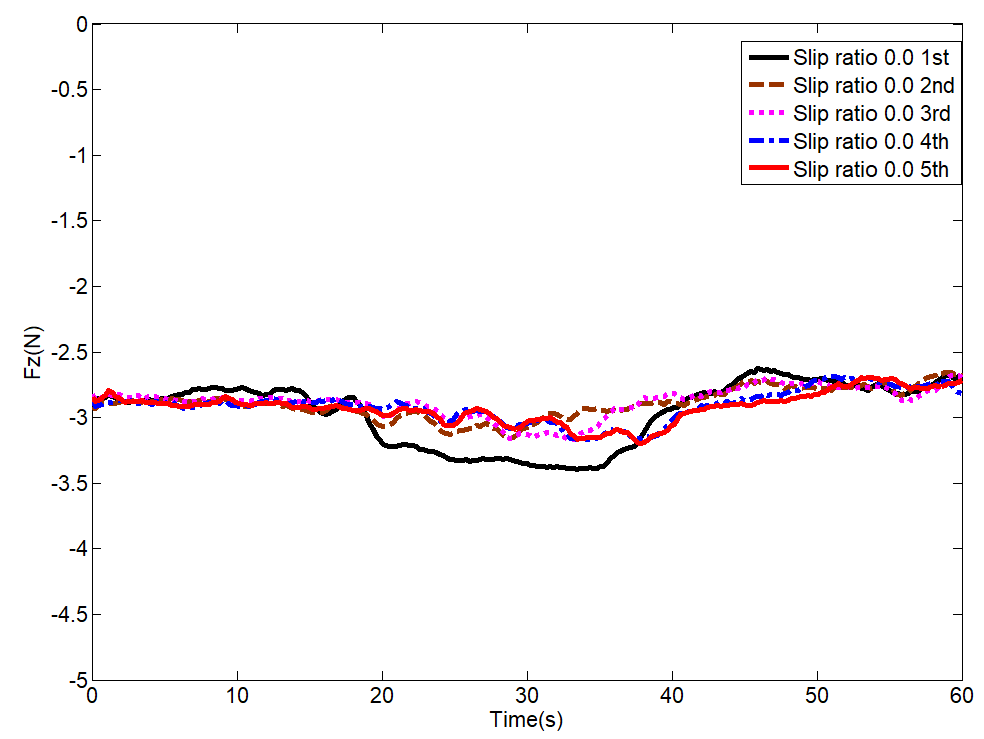 0
-0.5
-1
-1.5
-2
-2.5
-3
-3.5
-4
-4.5
-5
Fz(N)
Slip ratio 0.0 1st
Slip ratio 0.0 2nd
Slip ratio 0.0 3rd
Slip ratio 0.0 4th
Slip ratio 0.0 5th
0 10 20 30 40 50 60
Time(s)